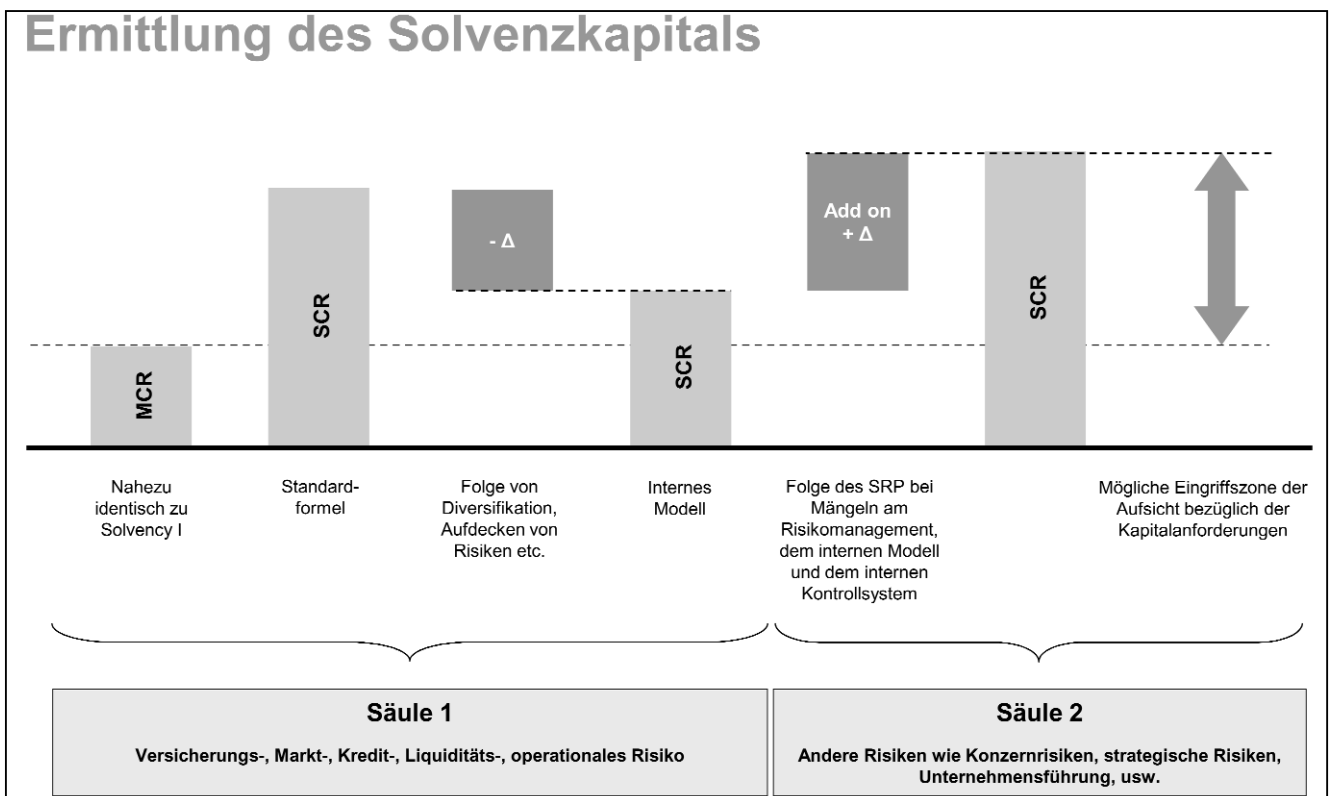 Ermittlung des Solvenzkapitals
MCR
SCR
- Δ
SCR
Add on
+ Δ
SCR
Nahezu
identisch zu
Solvency I
Standard-
formel
Folge von
Diversifikation,
Aufdecken von
Risiken etc.
Internes
Modell
Folge des SRP bei
Mängeln am
Risikomanagement,
dem internen Modell
und dem internen
Kontrollsystem
Mögliche Eingriffszone der
Aufsicht bezüglich der
Kapitalanforderungen
Säule 1
Versicherungs-, Markt-, Kredit-, Liquiditäts-, operationales Risiko
Säule 2
Andere Risiken wie Konzernrisiken, strategische Risiken,
Unternehmensführung, usw.